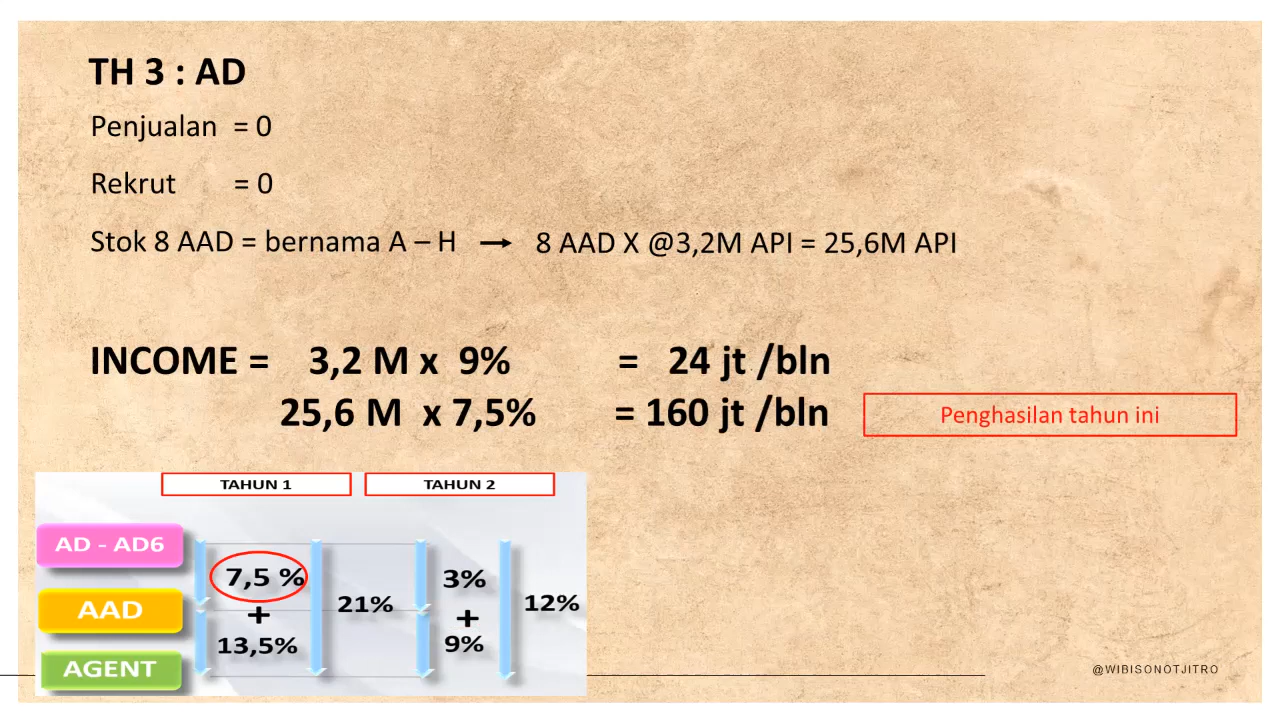 TH 3 : AD
Penjualan = 0
Rekrut = 0
Stok 8 AAD = bernama A – H → 8 AAD X @3,2M API = 25,6M API
INCOME = 3,2 M x 9% = 24 jt /bln
25,6 M x 7,5% = 160 jt /bln
Penghasilan tahun ini
TAHUN 1
TAHUN 2
AD - AD6
AAD
AGENT
7,5 %
+
13,5%
21%
3%
+
9%
12%
@WIBISONOTJITRO